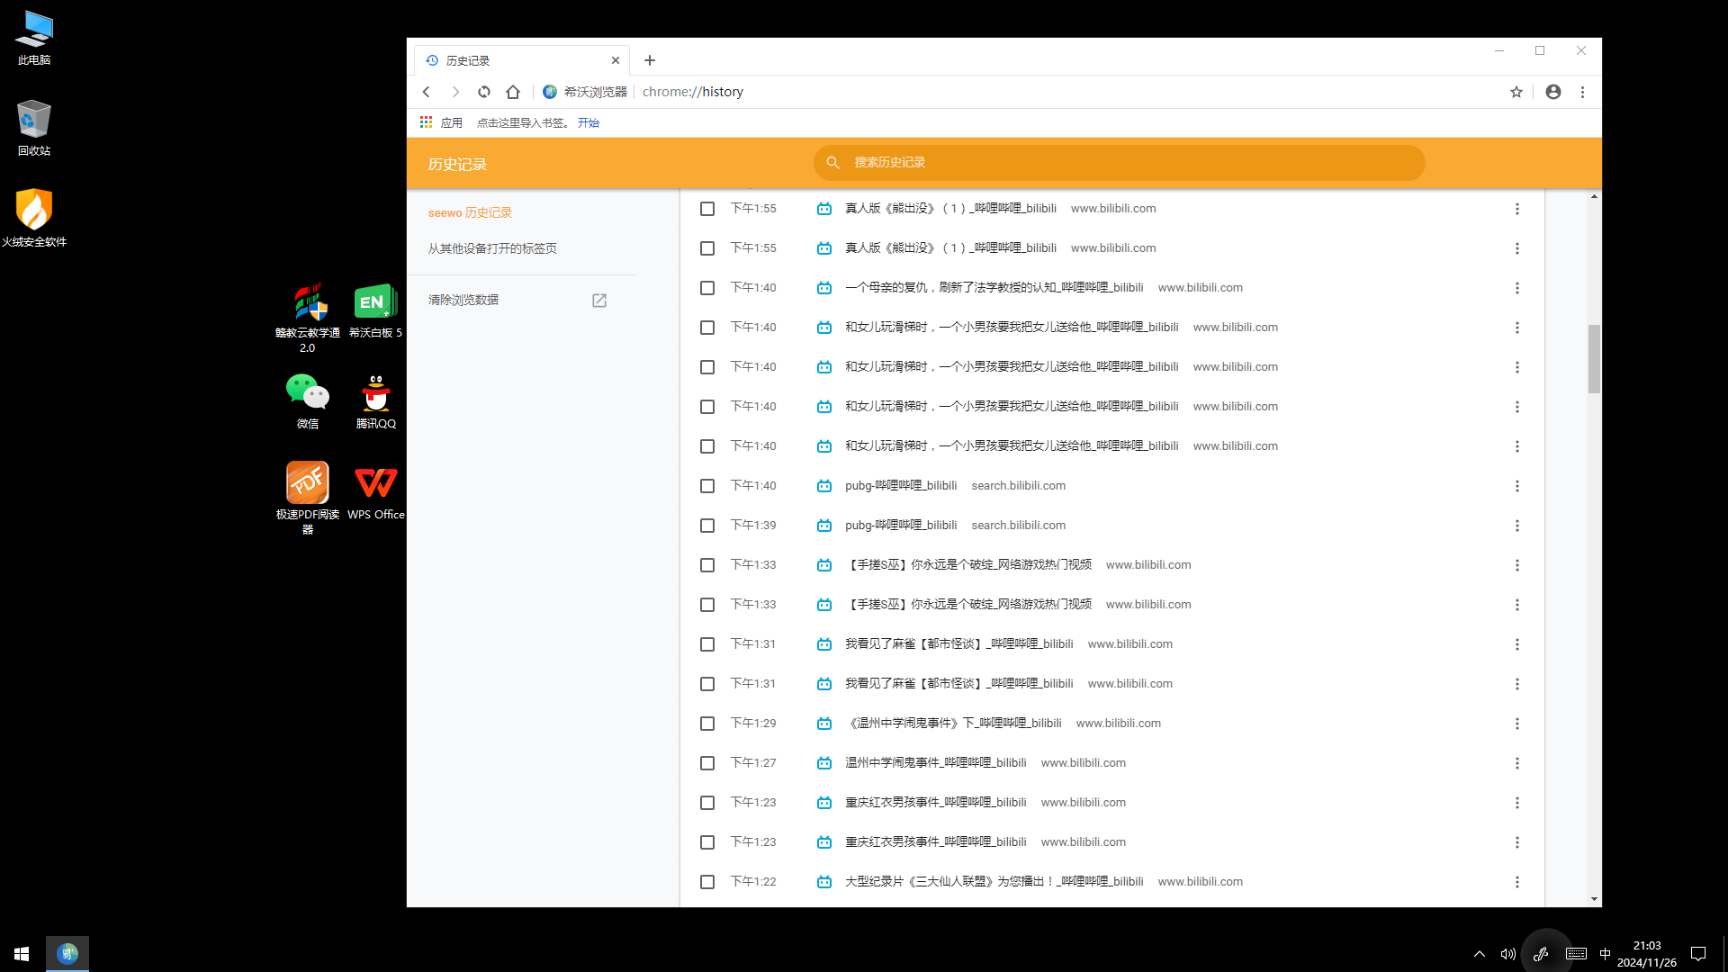 此电脑
回收站
火绒安全软件
赣教云教学通
2.0
EN
希沃白板 5
微信
腾讯QQ
PDF
极速PDF阅读
器
WPS Office
历史记录
希沃浏览器
chrome://history
应用
点击这里导入书签。 开始
历史记录
搜索历史记录
seewo 历史记录
从其他设备打开的标签页
清除浏览数据
下午1:55 真人版《熊出没》（1）_哔哩哔哩_bilibili www.bilibili.com
下午1:55 真人版《熊出没》（1）_哔哩哔哩_bilibili www.bilibili.com
下午1:40 一个母亲的复仇，刷新了法学教授的认知_哔哩哔哩_bilibili www.bilibili.com
下午1:40 和女儿玩滑梯时，一个小男孩要我把女儿送给他_哔哩哔哩_bilibili www.bilibili.com
下午1:40 和女儿玩滑梯时，一个小男孩要我把女儿送给他_哔哩哔哩_bilibili www.bilibili.com
下午1:40 和女儿玩滑梯时，一个小男孩要我把女儿送给他_哔哩哔哩_bilibili www.bilibili.com
下午1:40 和女儿玩滑梯时，一个小男孩要我把女儿送给他_哔哩哔哩_bilibili www.bilibili.com
下午1:40 pubg-哔哩哔哩_bilibili search.bilibili.com
下午1:39 pubg-哔哩哔哩_bilibili search.bilibili.com
下午1:33 【手搓S巫】你永远是个破绽_网络游戏热门视频 www.bilibili.com
下午1:33 【手搓S巫】你永远是个破绽_网络游戏热门视频 www.bilibili.com
下午1:31 我看见了麻雀【都市怪谈】_哔哩哔哩_bilibili www.bilibili.com
下午1:31 我看见了麻雀【都市怪谈】_哔哩哔哩_bilibili www.bilibili.com
下午1:29 《温州中学闹鬼事件》下_哔哩哔哩_bilibili www.bilibili.com
下午1:27 温州中学闹鬼事件_哔哩哔哩_bilibili www.bilibili.com
下午1:23 重庆红衣男孩事件_哔哩哔哩_bilibili www.bilibili.com
下午1:23 重庆红衣男孩事件_哔哩哔哩_bilibili www.bilibili.com
下午1:22 大型纪录片《三大仙人联盟》为您播出！_哔哩哔哩_bilibili www.bilibili.com
中
21:03
2024/11/26